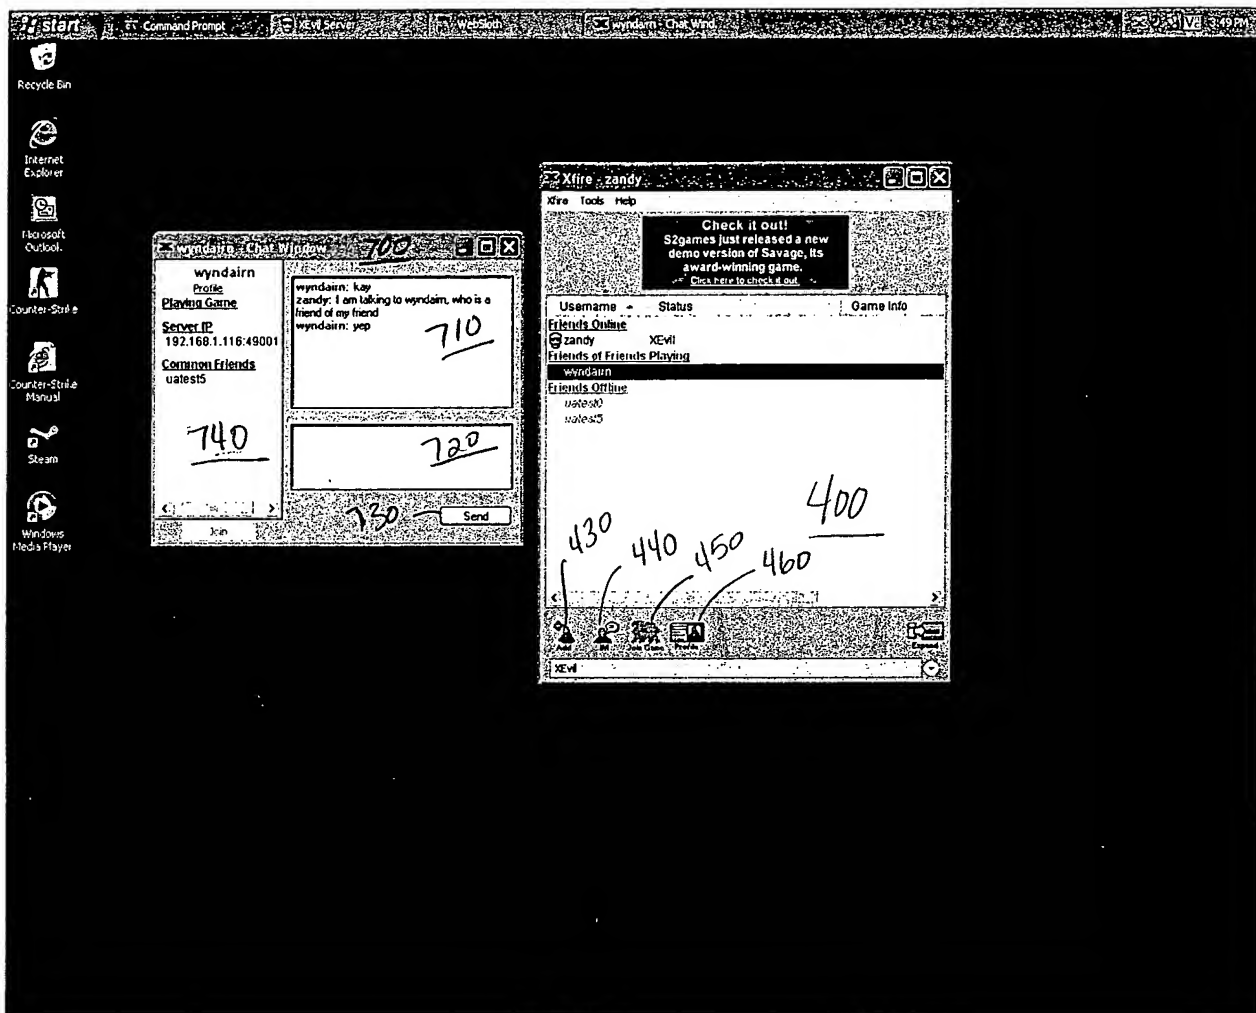 start Command Prompt XEvil Server WebSloth wyndairn - Chat Wind... 3:49 PM
Recycle Bin
Internet
Explorer
Microsoft
Outlook
Counter-Strike
Counter-Strike
Manual
Steam
Windows
Media Player
wyndairn - Chat Window 700
wyndairn
Profile
Playing Game
Server IP
192.168.1.116:49001
Common Friends
uatest5
740
Join
wyndairn: kay
zandy: I am talking to wyndairn, who is a
friend of my friend
wyndairn: yep
710
720
730 Send
Xfire - zandy
Xfire Tools Help
Check it out!
S2games just released a new
demo version of Savage, its
award-winning game.
Click here to check it out.
Username Status Game Info
Friends Online
zandy XEvil
Friends of Friends Playing
wyndairn
Friends Offline
uatest0
uatest5
400
430 440 450 460
Add IM Join Game Profile Expand
XEvil